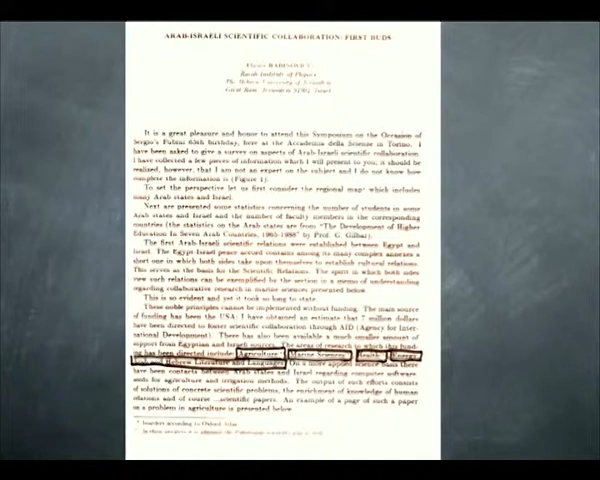 ARAB-ISRAELI SCIENTIFIC COLLABORATION: FIRST BUDS
Racah Institute of Physics
The Hebrew University of Jerusalem
Givat Ram, Jerusalem 91904, Israel
It is a great pleasure and honor to attend this Symposium on the Occasion of
Sergio's Fubini 65th birthday, here at the Accademia della Scienze in Torino. I
have been asked to give a survey on aspects of Arab-Israeli scientific collaboration.
I have collected a few pieces of information which I will present to you; it should be
realized, however, that I am not an expert on the subject and I do not know how
complete the information is (Figure 1).
To set the perspective let us first consider the regional map* which includes
many Arab states and Israel.
Next are presented some statistics concerning the number of students in some
Arab states and Israel and the number of faculty members in the corresponding
countries (the statistics on the Arab states are from "The Development of Higher
Education In Seven Arab Countries, 1965-1986" by Prof. G. Gilbaz).
The first Arab-Israeli scientific relations were established between Egypt and
Israel. The Egypt-Israel peace accord contains among its many complex annexes a
short one in which both sides take upon themselves to establish cultural relations.
This serves as the basis for the Scientific Relations. The spirit in which both sides
view such relations can be exemplified by the section in a memo of understanding
regarding collaborative research in marine sciences presented below.
This is so evident and yet it took so long to state.
These noble principles cannot be implemented without funding. The main source
of funding has been the USA: I have obtained an estimate that 7 million dollars
have been directed to foster scientific collaboration through AID (Agency for Inter-
national Development). There has also been available a much smaller amount of
support from Egyptian and Israeli sources. The areas of research in which this fund-
ing has been directed include: Agriculture, Marine Sciences, Health, Energy,
and Hebrew Literature and Languages. On a more applied science basis there
have been contacts between Arab states and Israel regarding computer software,
seeds for agriculture and irrigation methods. The output of such efforts consists
of solutions of concrete scientific problems, the enrichment of knowledge of human
relations and of course ...scientific papers. An example of a page of such a paper
on a problem in agriculture is presented below
* boarders according to Oxford Atlas